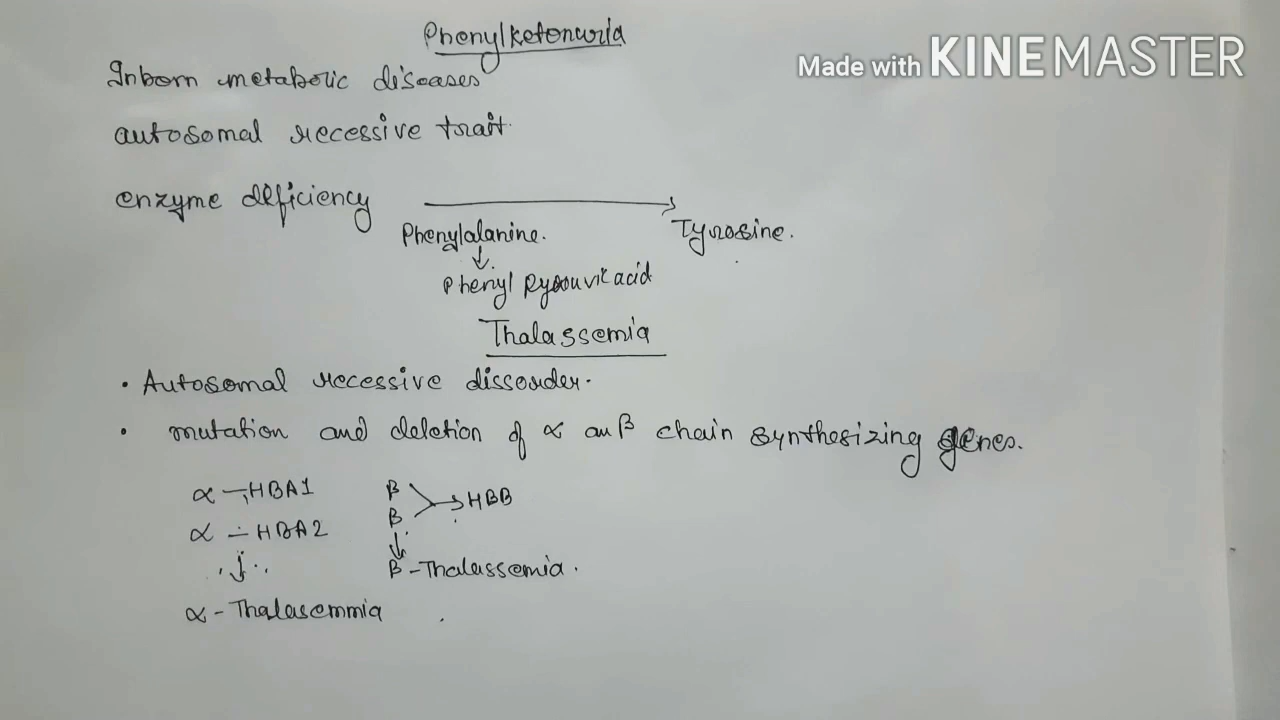 Phenylketonuria
Made with KINEMASTER
Inborn metabolic diseases
autosomal recessive trait.
enzyme deficiency
Phenylalanine. Tyrosine.
Phenyl Pyrouvic acid
Thalassemia
• Autosomal recessive dissorder.
• mutation and deletion of α an β chain synthesizing genes.
α → HBA1 β
β → HBB
α - HBA2
β - Thalassemia.
α - Thalasemmia